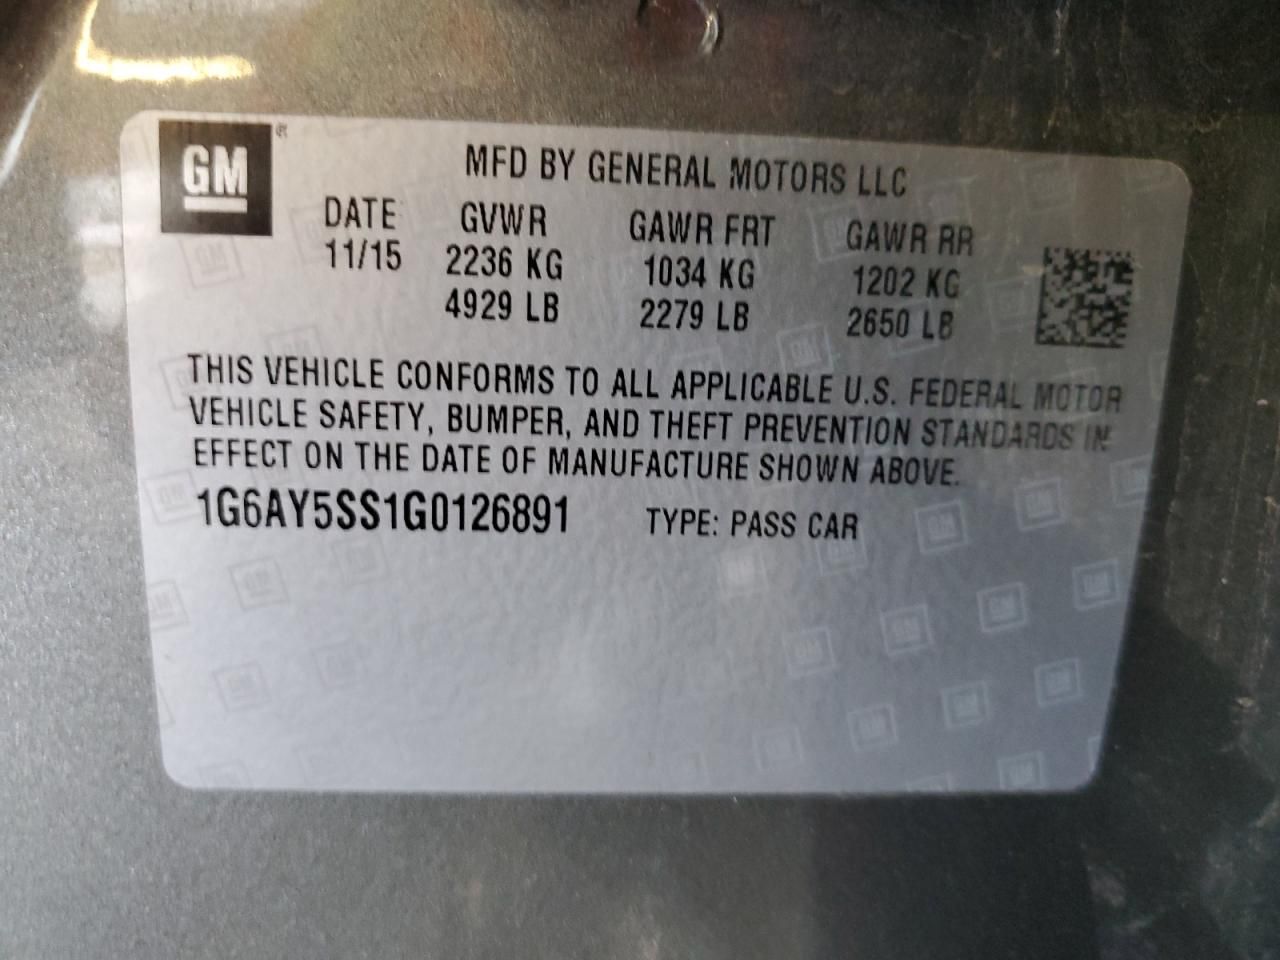 GM
®
MFD BY GENERAL MOTORS LLC
DATE GVWR GAWR FRT GAWR RR
11/15 2236 KG 1034 KG 1202 KG
4929 LB 2279 LB 2650 LB
THIS VEHICLE CONFORMS TO ALL APPLICABLE U.S. FEDERAL MOTOR
VEHICLE SAFETY, BUMPER, AND THEFT PREVENTION STANDARDS IN
EFFECT ON THE DATE OF MANUFACTURE SHOWN ABOVE.
1G6AY5SS1G0126891 TYPE: PASS CAR